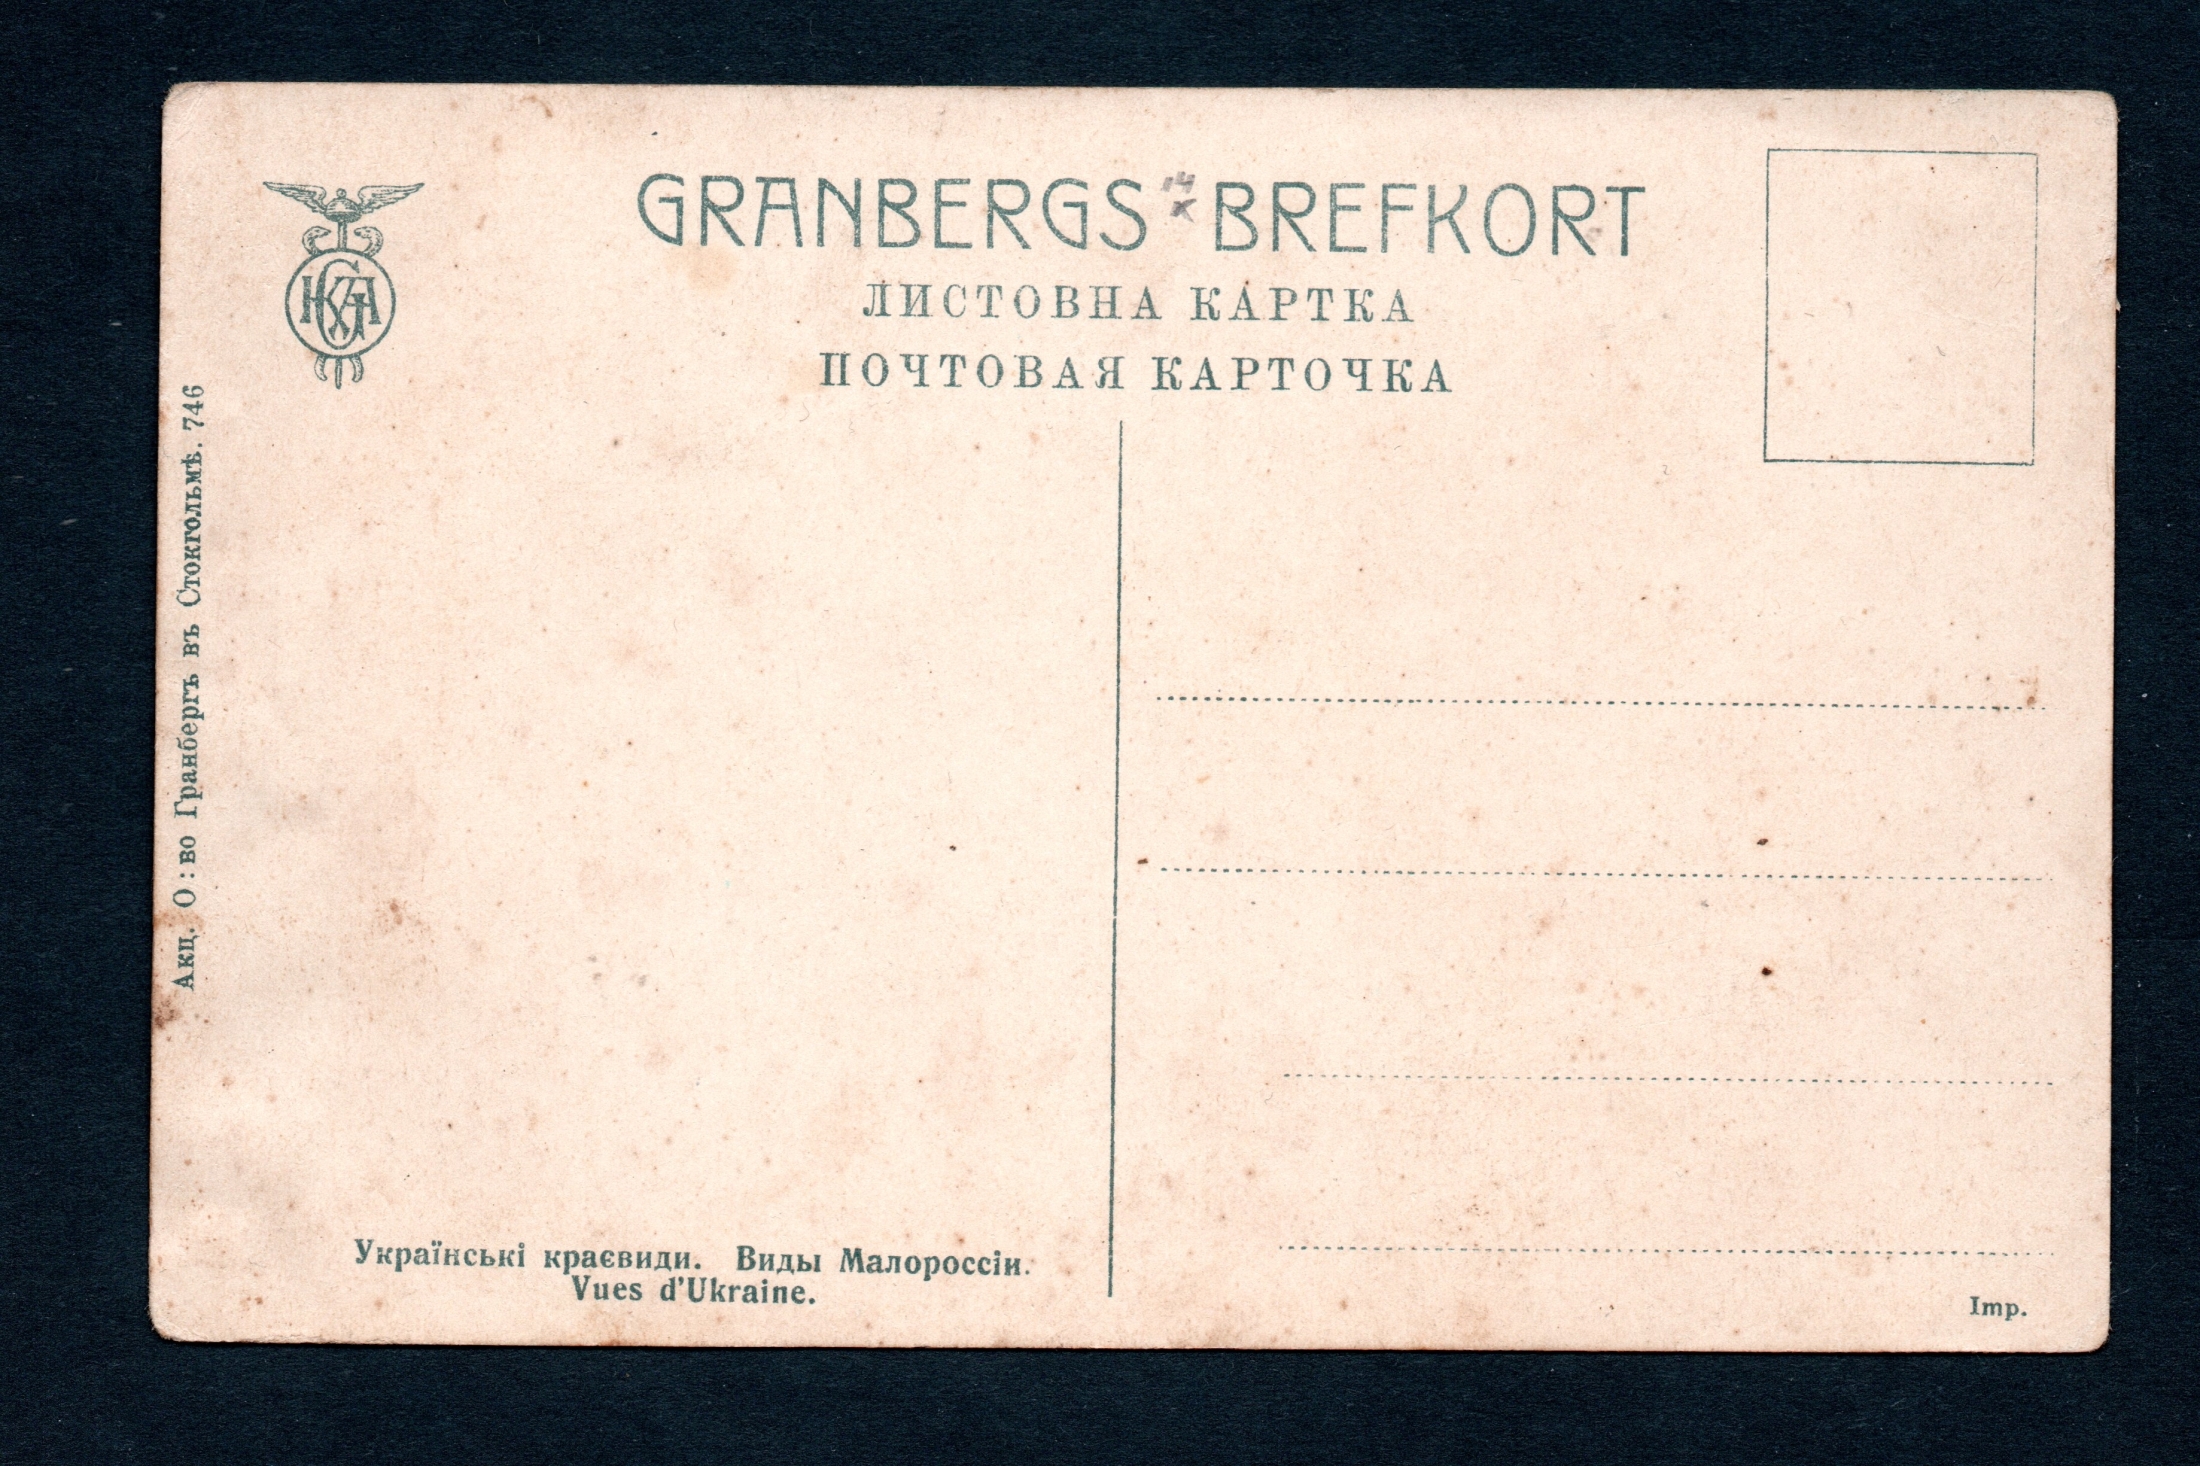 GRANBERGS BREFKORT
ЛИСТОВНА КАРТКА
ПОЧТОВАЯ КАРТОЧКА
14
x
Акц. О:во Гранбергъ въ Стокгольмѣ. 746
Українські краєвиди. Виды Малороссіи.
Vues d'Ukraine.
Imp.